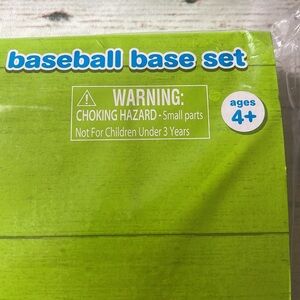 baseball base set
WARNING:
CHOKING HAZARD - Small parts
Not For Children Under 3 Years
ages
4+